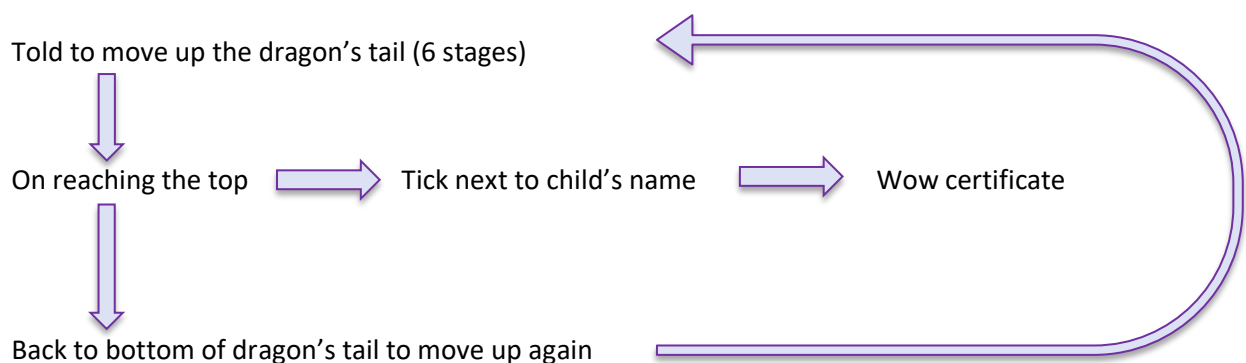 Told to move up the dragon’s tail (6 stages)
On reaching the top
Tick next to child’s name
Wow certificate
Back to bottom of dragon’s tail to move up again